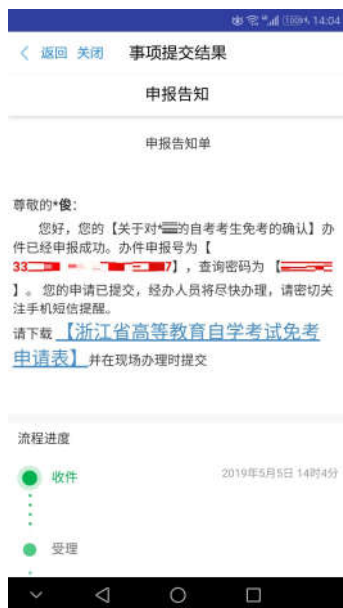 100% 14:04
返回 关闭 事项提交结果
申报告知
申报告知单
尊敬的*俊：
您好，您的【关于对*的自考考生免考的确认】办
件已经申报成功。办件申报号为【
33 7】，查询密码为【
】。您的申请已提交，经办人员将尽快办理，请密切关
注手机短信提醒。
请下载【浙江省高等教育自学考试免考
申请表】并在现场办理时提交
流程进度
收件 2019年5月5日 14时4分
受理